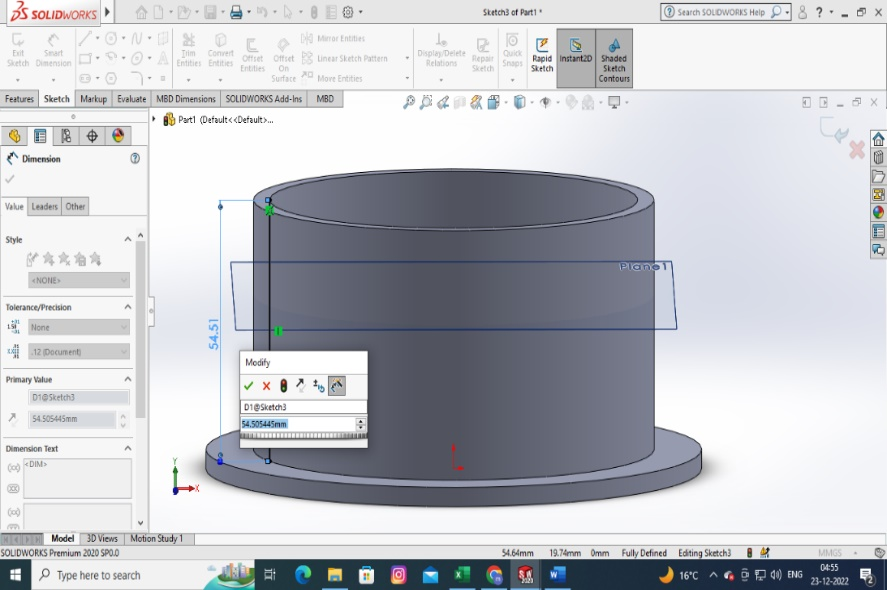 SOLIDWORKS
Sketch3 of Part1 *
Search SOLIDWORKS Help
Exit Sketch
Smart Dimension
Trim Entities
Convert Entities
Offset Entities
Offset On Surface
Mirror Entities
Linear Sketch Pattern
Move Entities
Display/Delete Relations
Repair Sketch
Quick Snaps
Rapid Sketch
Instant2D
Shaded Sketch Contours
Features Sketch Markup Evaluate MBD Dimensions SOLIDWORKS Add-Ins MBD
Part1 (Default<<Default>...
Dimension
Value Leaders Other
Style
<NONE>
Tolerance/Precision
None
.12 (Document)
Primary Value
D1@Sketch3
54.505445mm
Dimension Text
<DIM>
Plane1
54.51
Modify
D1@Sketch3
54.505445mm
Y
X
Model 3D Views Motion Study 1
SOLIDWORKS Premium 2020 SP0.0
54.64mm 19.74mm 0mm Fully Defined Editing Sketch3 MMGS
Type here to search
16°C
ENG
04:55
23-12-2022